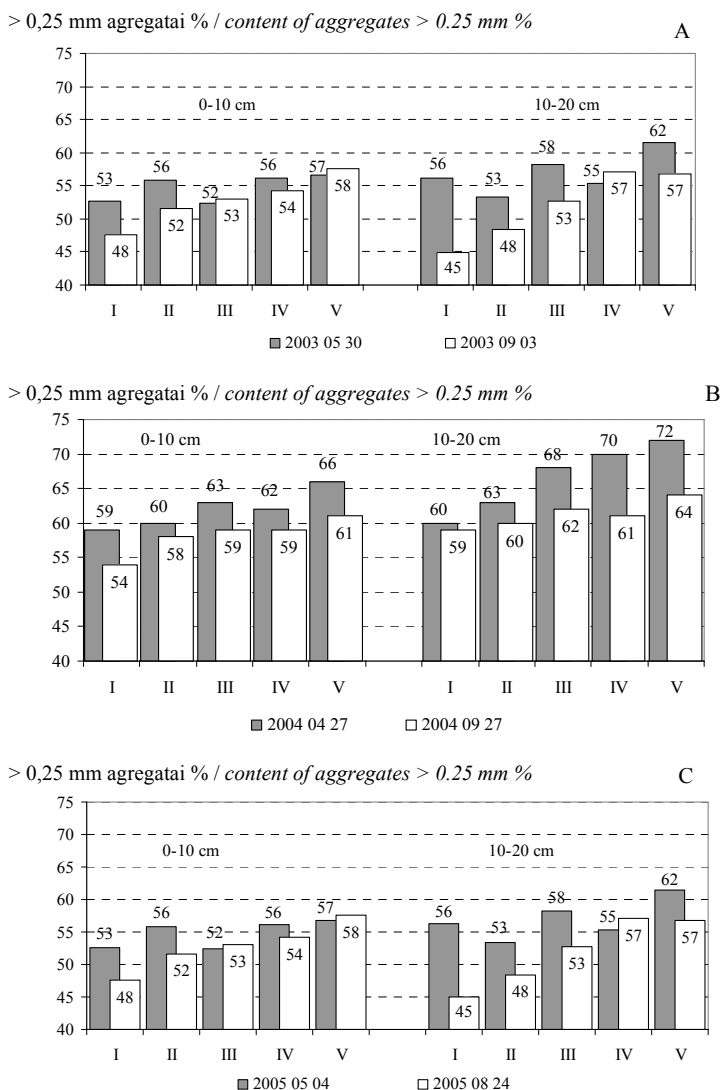 > 0,25 mm agregatai % / content of aggregates > 0.25 mm %
A
75
70
65
60
55
50
45
40
0-10 cm
10-20 cm
53 56 52 56 57 56 53 58 55 62
48 52 53 54 58 45 48 53 57 57
I II III IV V I II III IV V
2003 05 30 2003 09 03
> 0,25 mm agregatai % / content of aggregates > 0.25 mm %
B
75
70
65
60
55
50
45
40
0-10 cm
10-20 cm
59 60 63 62 66 60 63 68 70 72
54 58 59 59 61 59 60 62 61 64
I II III IV V I II III IV V
2004 04 27 2004 09 27
> 0,25 mm agregatai % / content of aggregates > 0.25 mm %
C
75
70
65
60
55
50
45
40
0-10 cm
10-20 cm
53 56 52 56 57 56 53 58 55 62
48 52 53 54 58 45 48 53 57 57
I II III IV V I II III IV V
2005 05 04 2005 08 24